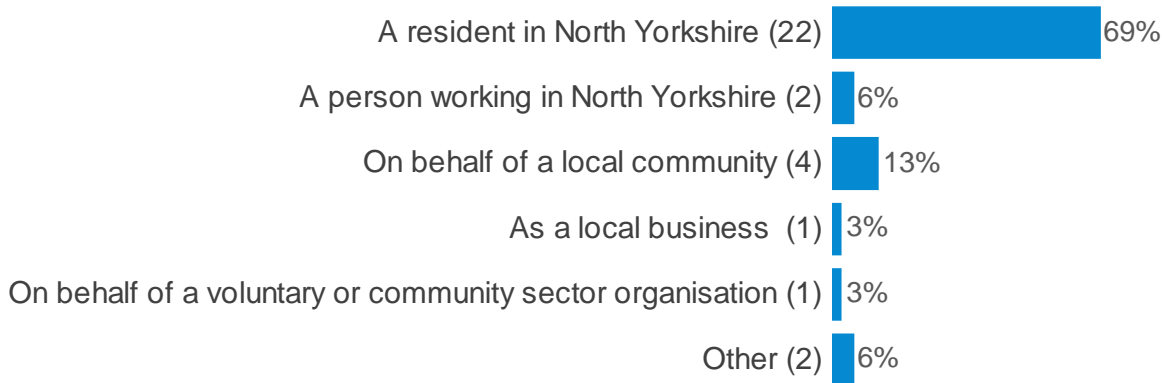 A resident in North Yorkshire (22) 69%
A person working in North Yorkshire (2) 6%
On behalf of a local community (4) 13%
As a local business  (1) 3%
On behalf of a voluntary or community sector organisation (1) 3%
Other (2) 6%